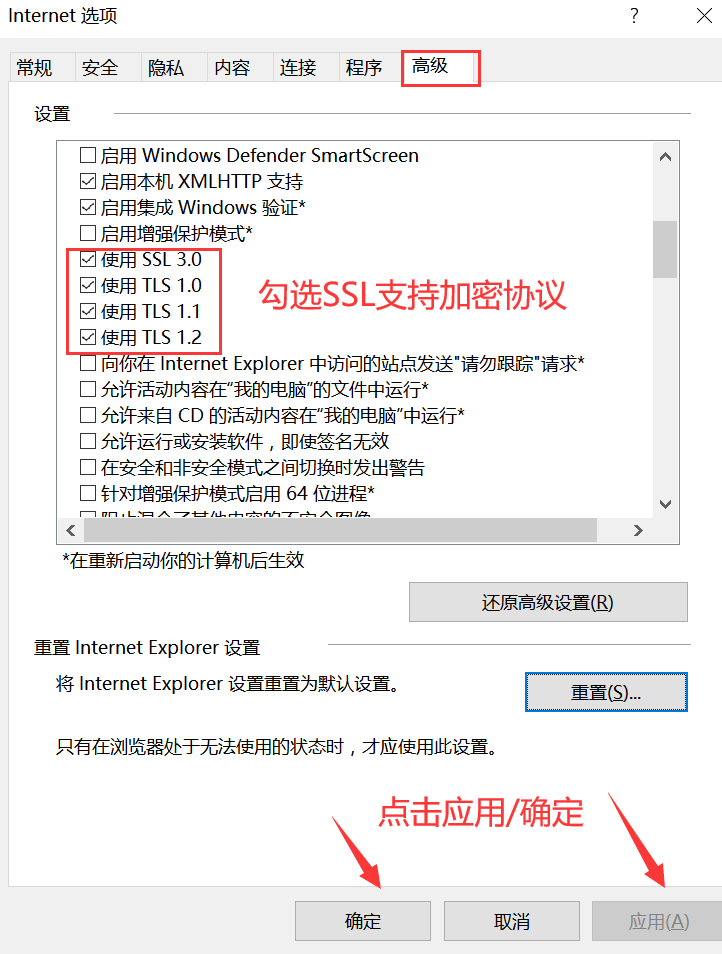 Internet 选项
?
常规
安全
隐私
内容
连接
程序
高级
设置
启用 Windows Defender SmartScreen
启用本机 XMLHTTP 支持
启用集成 Windows 验证*
启用增强保护模式*
使用 SSL 3.0
使用 TLS 1.0
使用 TLS 1.1
使用 TLS 1.2
勾选SSL支持加密协议
向你在 Internet Explorer 中访问的站点发送"请勿跟踪"请求*
允许活动内容在“我的电脑”的文件中运行*
允许来自 CD 的活动内容在“我的电脑”中运行*
允许运行或安装软件，即使签名无效
在安全和非安全模式之间切换时发出警告
针对增强保护模式启用 64 位进程*
*在重新启动你的计算机后生效
还原高级设置(R)
重置 Internet Explorer 设置
将 Internet Explorer 设置重置为默认设置。
重置(S)...
只有在浏览器处于无法使用的状态时，才应使用此设置。
点击应用/确定
确定
取消
应用(A)